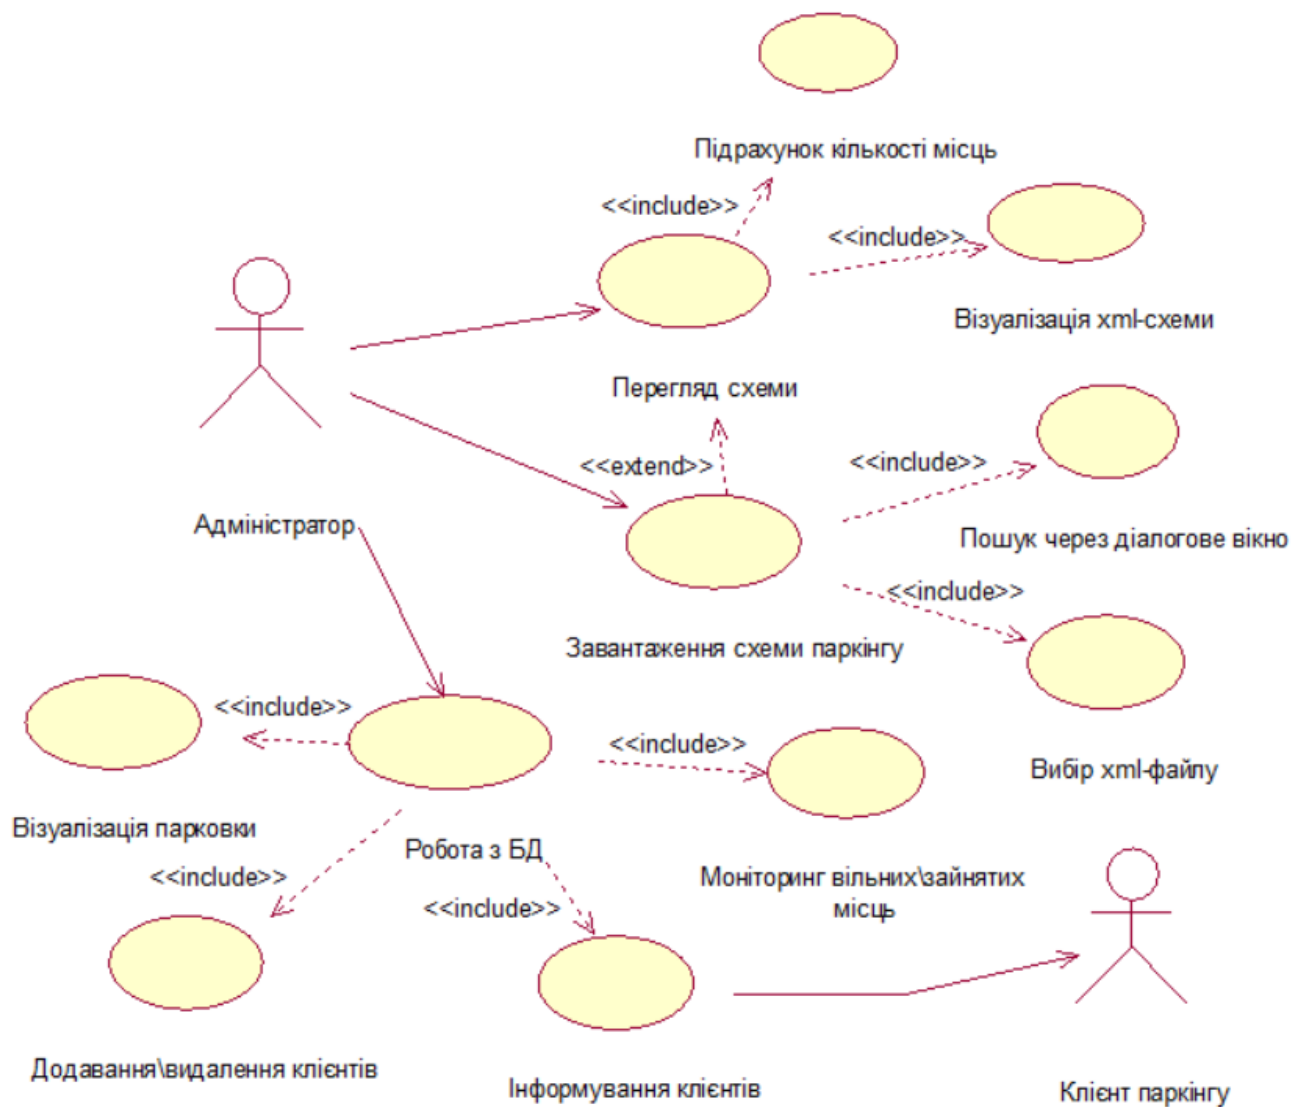 Підрахунок кількості місць
<<include>>
<<include>>
Візуалізація xml-схеми
Перегляд схеми
<<extend>>
<<include>>
Адміністратор
Пошук через діалогове вікно
<<include>>
Завантаження схеми паркінгу
<<include>>
<<include>>
Вибір xml-файлу
Візуалізація парковки
Робота з БД
<<include>>
Моніторинг вільних\зайнятих
місць
<<include>>
Додавання\видалення клієнтів
Інформування клієнтів
Клієнт паркінгу